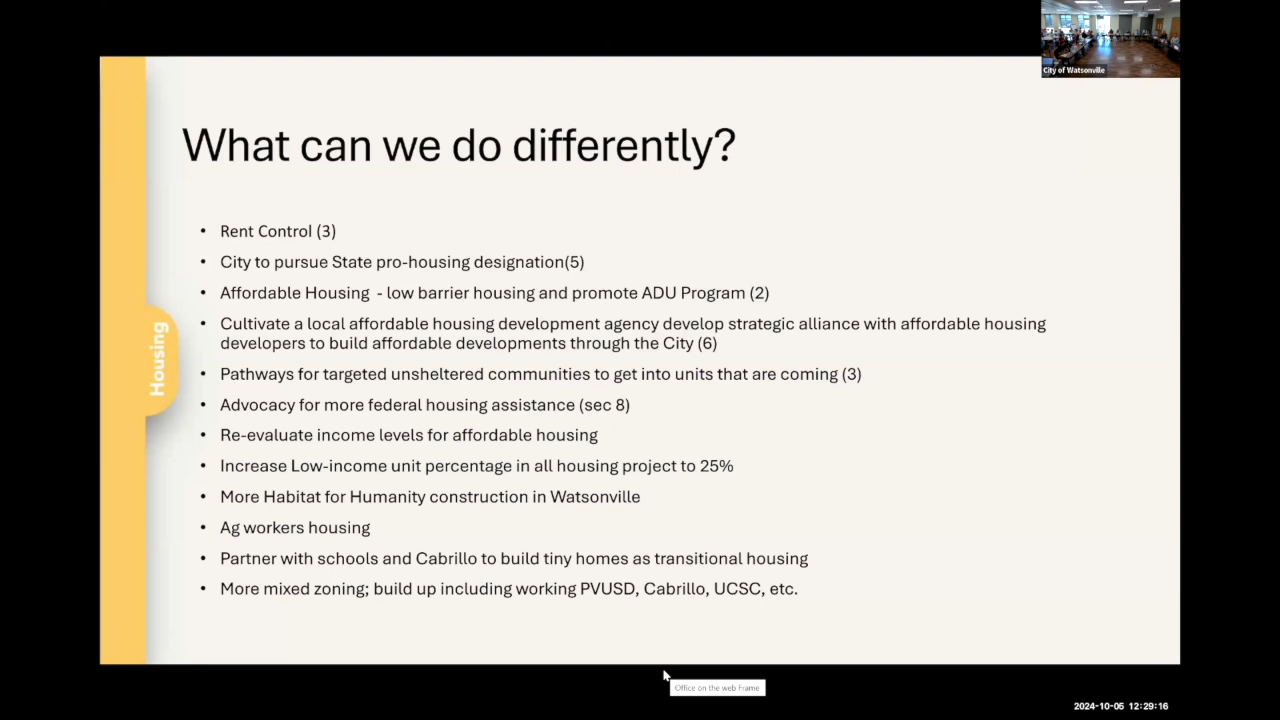 City of Watsonville
What can we do differently?
Housing
• Rent Control (3)
• City to pursue State pro-housing designation(5)
• Affordable Housing - low barrier housing and promote ADU Program (2)
• Cultivate a local affordable housing development agency develop strategic alliance with affordable housing
developers to build affordable developments through the City (6)
• Pathways for targeted unsheltered communities to get into units that are coming (3)
• Advocacy for more federal housing assistance (sec 8)
• Re-evaluate income levels for affordable housing
• Increase Low-income unit percentage in all housing project to 25%
• More Habitat for Humanity construction in Watsonville
• Ag workers housing
• Partner with schools and Cabrillo to build tiny homes as transitional housing
• More mixed zoning; build up including working PVUSD, Cabrillo, UCSC, etc.
Office on the web Frame
2024-10-05 12:29:16